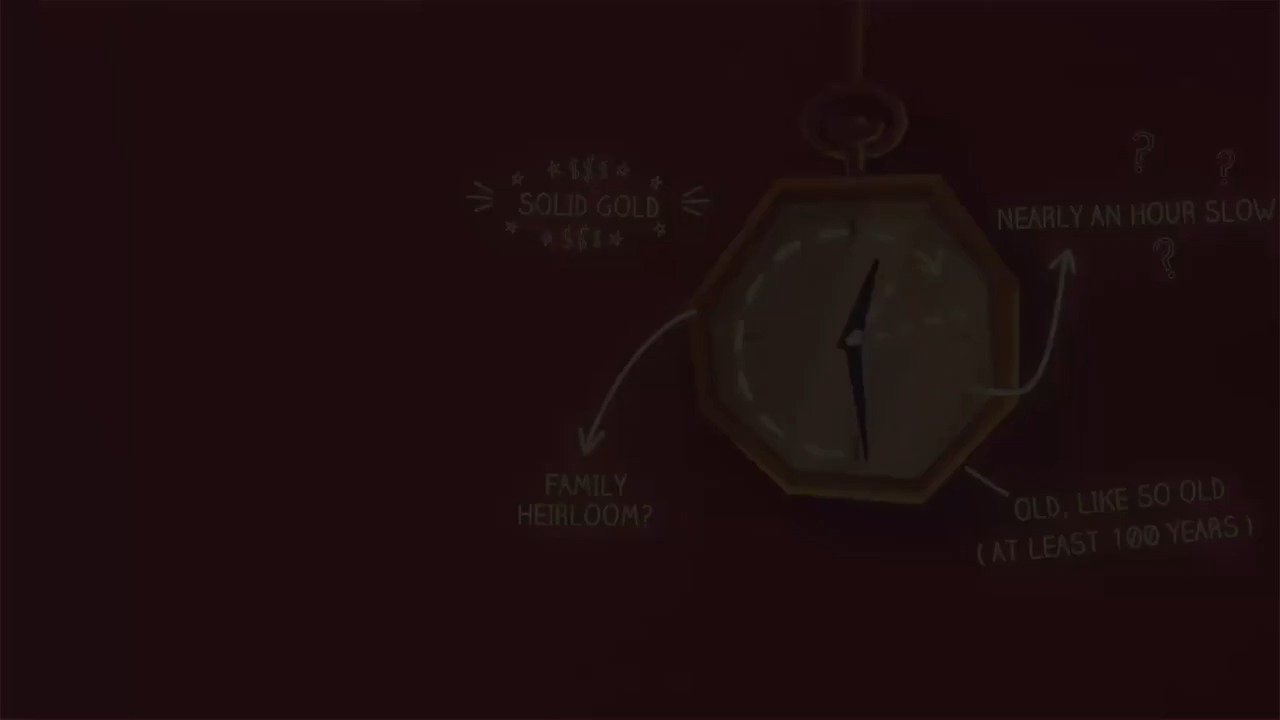 $$$
SOLID GOLD
$$$
NEARLY AN HOUR SLOW
?
?
?
FAMILY
HEIRLOOM?
OLD, LIKE SO OLD
(AT LEAST 100 YEARS)